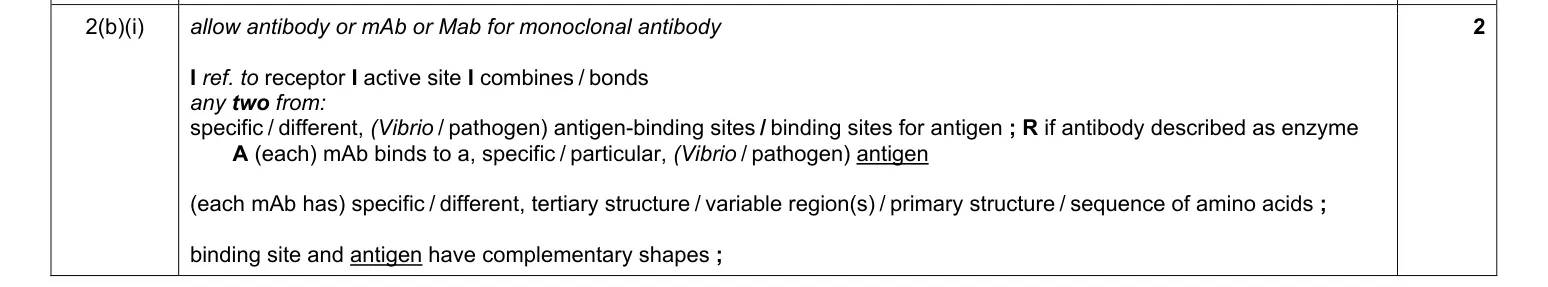 2(b)(i)
allow antibody or mAb or Mab for monoclonal antibody
2
I ref. to receptor I active site I combines / bonds
any two from:
specific / different, (Vibrio / pathogen) antigen-binding sites / binding sites for antigen ; R if antibody described as enzyme
A (each) mAb binds to a, specific / particular, (Vibrio / pathogen) antigen
(each mAb has) specific / different, tertiary structure / variable region(s) / primary structure / sequence of amino acids ;
binding site and antigen have complementary shapes ;